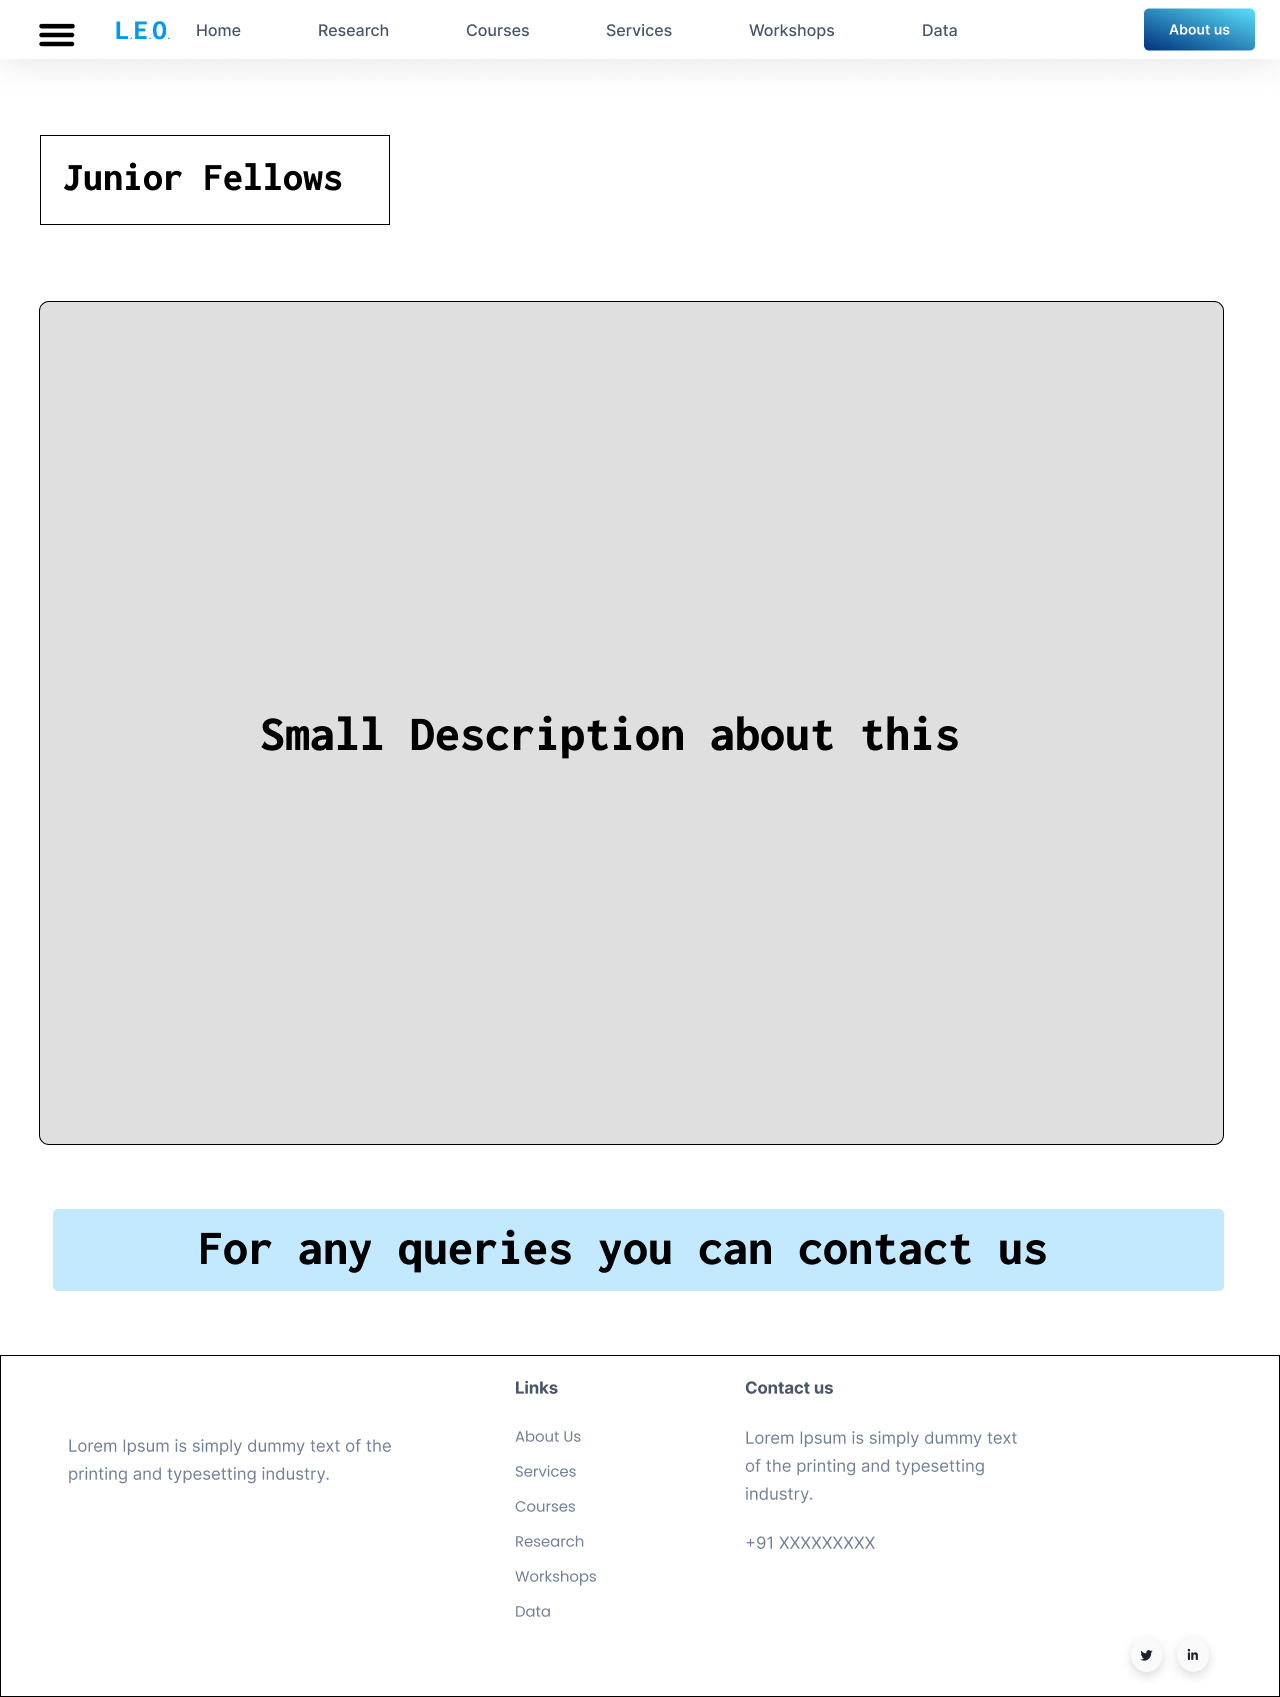 L.E.O. Home Research Courses Services Workshops Data About us
Junior Fellows
Small Description about this
For any queries you can contact us
Lorem Ipsum is simply dummy text of the
printing and typesetting industry.
Links
About Us
Services
Courses
Research
Workshops
Data
Contact us
Lorem Ipsum is simply dummy text
of the printing and typesetting
industry.
+91 XXXXXXXXX
in